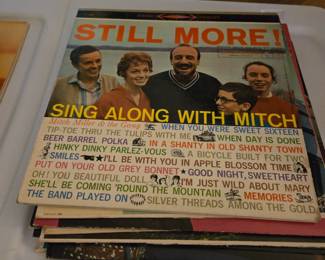 STILL MORE!
SING ALONG WITH MITCH
Mitch Miller & the Gang WHEN YOU WERE SWEET SIXTEEN
TIP-TOE THRU THE TULIPS WITH ME WHEN DAY IS DONE
BEER BARREL POLKA IN A SHANTY IN OLD SHANTY TOWN
HINKY DINKY PARLEZ-VOUS A BICYCLE BUILT FOR TWO
SMILES I'LL BE WITH YOU IN APPLE BLOSSOM TIME
PUT ON YOUR OLD GREY BONNET GOOD NIGHT, SWEETHEART
OH! YOU BEAUTIFUL DOLL I'M JUST WILD ABOUT MARY
SHE'LL BE COMING 'ROUND THE MOUNTAIN MEMORIES
THE BAND PLAYED ON SILVER THREADS AMONG THE GOLD